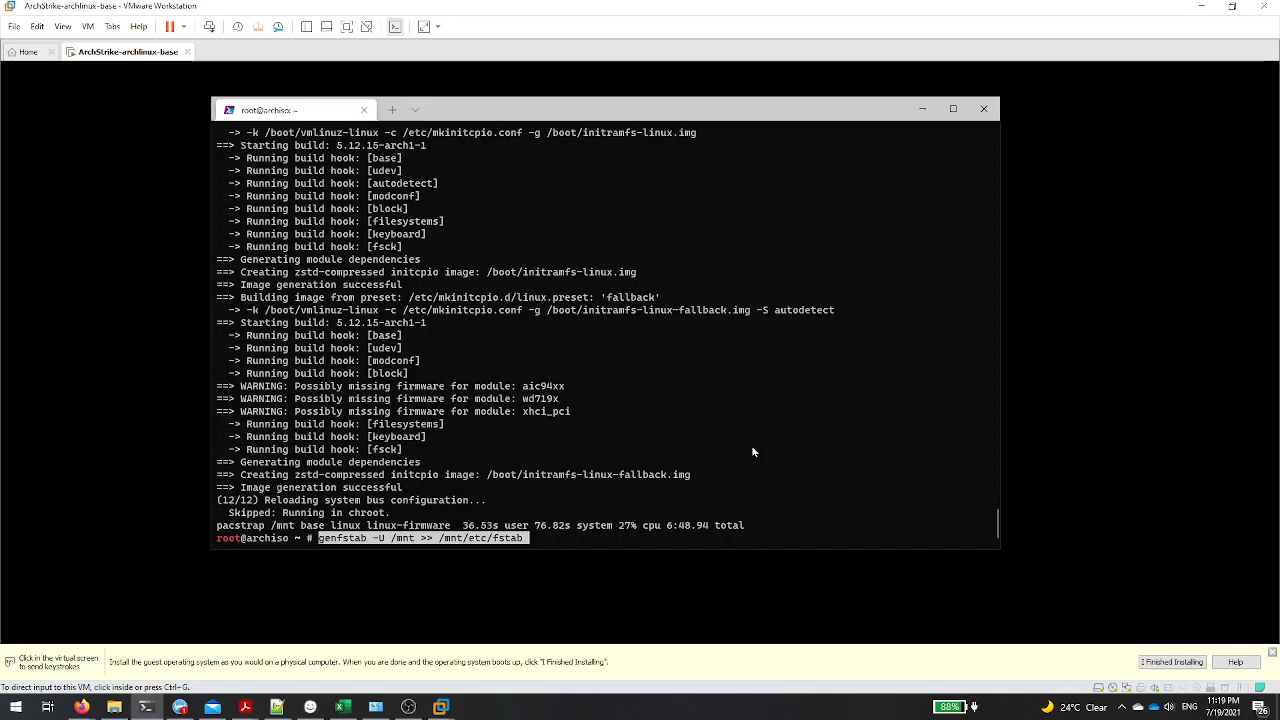 ArchStrike-archlinux-base - VMware Workstation
File Edit View VM Tabs Help
Home ArchStrike-archlinux-base
root@archiso: ~
-> -k /boot/vmlinuz-linux -c /etc/mkinitcpio.conf -g /boot/initramfs-linux.img
==> Starting build: 5.12.15-arch1-1
-> Running build hook: [base]
-> Running build hook: [udev]
-> Running build hook: [autodetect]
-> Running build hook: [modconf]
-> Running build hook: [block]
-> Running build hook: [filesystems]
-> Running build hook: [keyboard]
-> Running build hook: [fsck]
==> Generating module dependencies
==> Creating zstd-compressed initcpio image: /boot/initramfs-linux.img
==> Image generation successful
==> Building image from preset: /etc/mkinitcpio.d/linux.preset: 'fallback'
-> -k /boot/vmlinuz-linux -c /etc/mkinitcpio.conf -g /boot/initramfs-linux-fallback.img -S autodetect
==> Starting build: 5.12.15-arch1-1
-> Running build hook: [base]
-> Running build hook: [udev]
-> Running build hook: [modconf]
-> Running build hook: [block]
==> WARNING: Possibly missing firmware for module: aic94xx
==> WARNING: Possibly missing firmware for module: wd719x
==> WARNING: Possibly missing firmware for module: xhci_pci
-> Running build hook: [filesystems]
-> Running build hook: [keyboard]
-> Running build hook: [fsck]
==> Generating module dependencies
==> Creating zstd-compressed initcpio image: /boot/initramfs-linux-fallback.img
==> Image generation successful
(12/12) Reloading system bus configuration...
Skipped: Running in chroot.
pacstrap /mnt base linux linux-firmware 36.53s user 76.82s system 27% cpu 6:48.94 total
root@archiso ~ # genfstab -U /mnt >> /mnt/etc/fstab
Click in the virtual screen
to send keystrokes
Install the guest operating system as you would on a physical computer. When you are done and the operating system boots up, click "I Finished Installing".
I Finished Installing Help
To direct input to this VM, click inside or press Ctrl+G.
88% 24°C Clear ENG 11:19 PM
7/19/2021
26